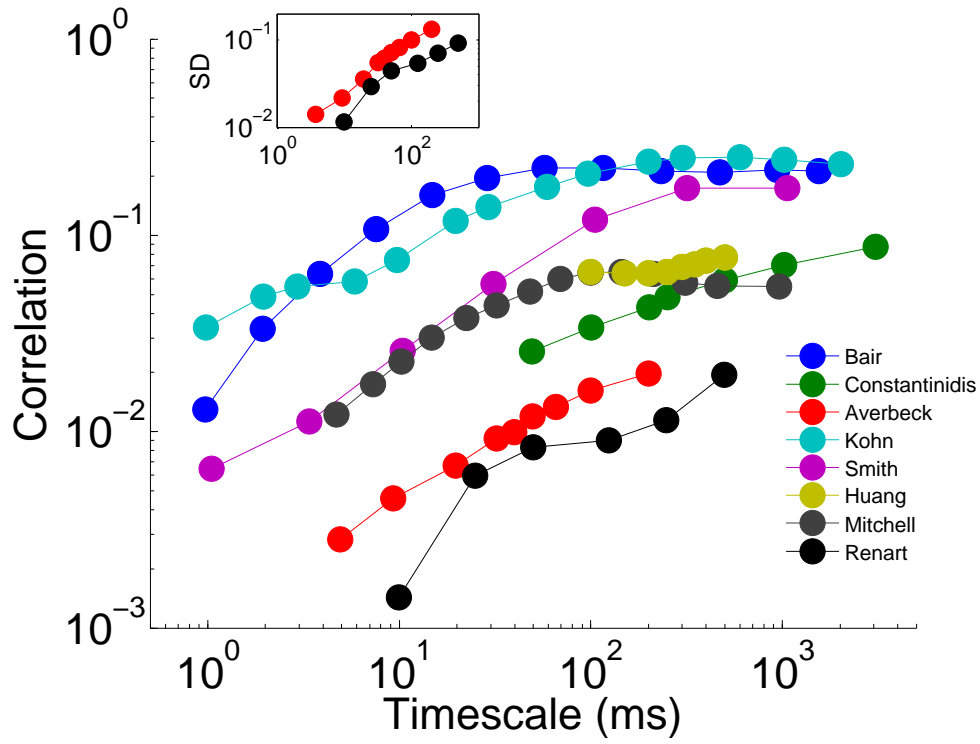 10^0
10^-1
10^-2
10^-3
Correlation
10^0
10^1
10^2
10^3
Timescale (ms)
SD
10^-1
10^-2
10^0
10^2
Bair
Constantinidis
Averbeck
Kohn
Smith
Huang
Mitchell
Renart